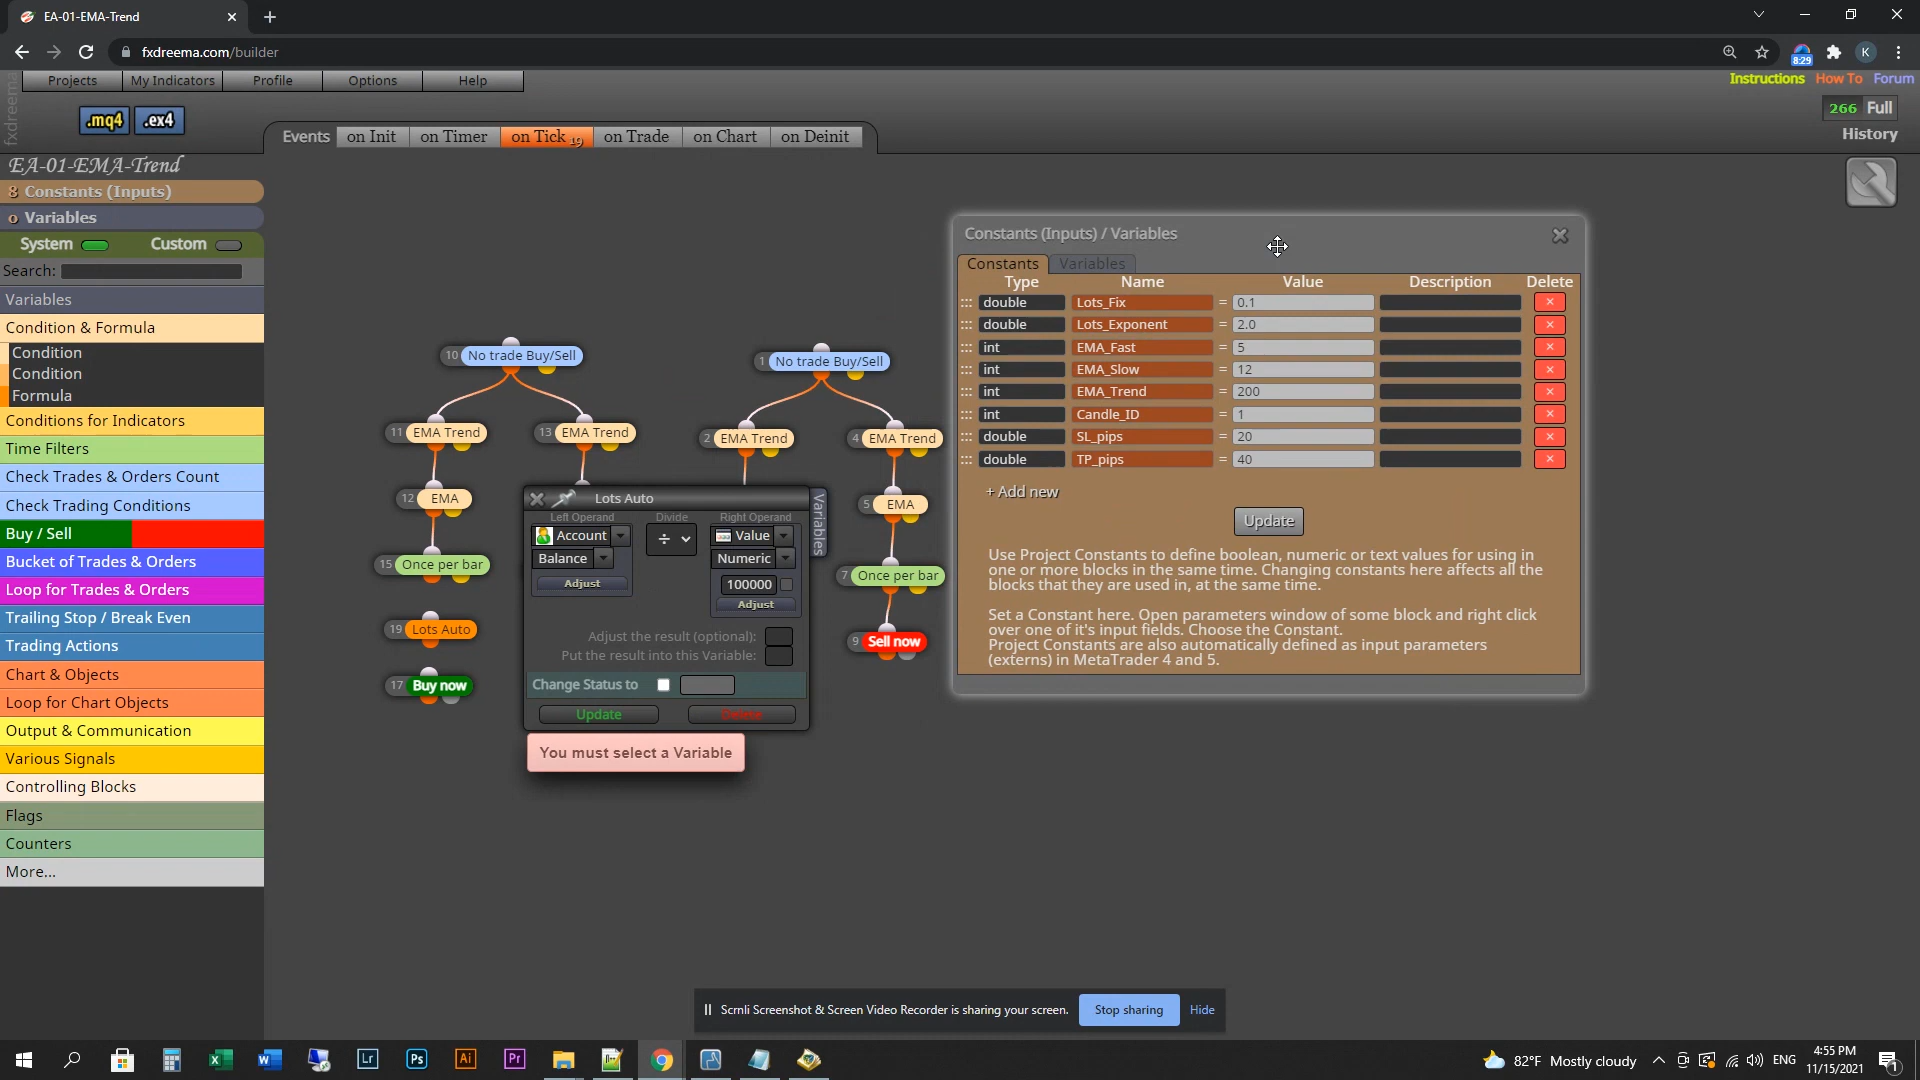 EA-01-EMA-Trend
fxdreema.com/builder
8:29
K
Projects
My Indicators
Profile
Options
Help
Instructions
How To
Forum
fxdreema
.mq4
.ex4
Events
on Init
on Timer
on Tick 19
on Trade
on Chart
on Deinit
266 Full
History
EA-01-EMA-Trend
8 Constants (Inputs)
0 Variables
System
Custom
Search:
Variables
Condition & Formula
Condition
Condition
Formula
Conditions for Indicators
Time Filters
Check Trades & Orders Count
Check Trading Conditions
Buy / Sell
Bucket of Trades & Orders
Loop for Trades & Orders
Trailing Stop / Break Even
Trading Actions
Chart & Objects
Loop for Chart Objects
Output & Communication
Various Signals
Controlling Blocks
Flags
Counters
More...
10 No trade Buy/Sell
1 No trade Buy/Sell
11 EMA Trend
13 EMA Trend
2 EMA Trend
4 EMA Trend
12 EMA
5 EMA
15 Once per bar
7 Once per bar
19 Lots Auto
9 Sell now
17 Buy now
Lots Auto
Variables
Left Operand
Divide
Right Operand
Account
÷
Value
Balance
Numeric
Adjust
100000
Adjust
Adjust the result (optional):
Put the result into this Variable:
Change Status to
Update
Delete
You must select a Variable
Constants (Inputs) / Variables
Constants
Variables
Type Name Value Description Delete
double Lots_Fix = 0.1
double Lots_Exponent = 2.0
int EMA_Fast = 5
int EMA_Slow = 12
int EMA_Trend = 200
int Candle_ID = 1
double SL_pips = 20
double TP_pips = 40
+ Add new
Update
Use Project Constants to define boolean, numeric or text values for using in
one or more blocks in the same time. Changing constants here affects all the
blocks that they are used in, at the same time.
Set a Constant here. Open parameters window of some block and right click
over one of it's input fields. Choose the Constant.
Project Constants are also automatically defined as input parameters
(externs) in MetaTrader 4 and 5.
Scrnli Screenshot & Screen Video Recorder is sharing your screen.
Stop sharing
Hide
Lr
Ps
Ai
Pr
82°F Mostly cloudy
ENG
4:55 PM
11/15/2021
1